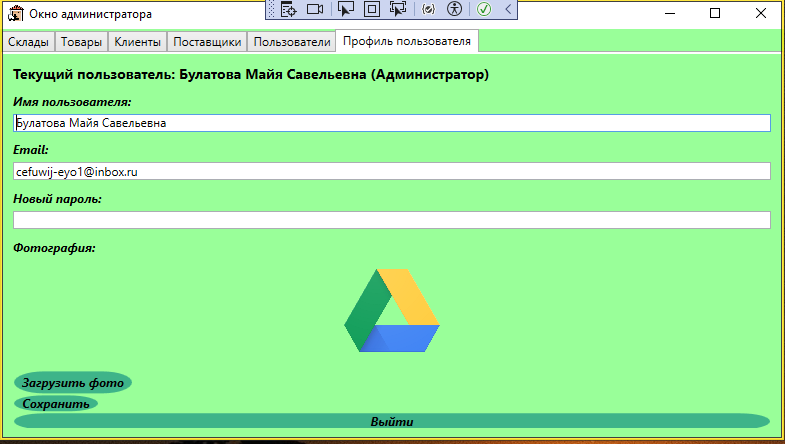 Окно администратора
Склады Товары Клиенты Поставщики Пользователи Профиль пользователя
Текущий пользователь: Булатова Майя Савельевна (Администратор)
Имя пользователя:
Булатова Майя Савельевна
Email:
cefuwij-eyo1@inbox.ru
Новый пароль:
Фотография:
Загрузить фото
Сохранить
Выйти